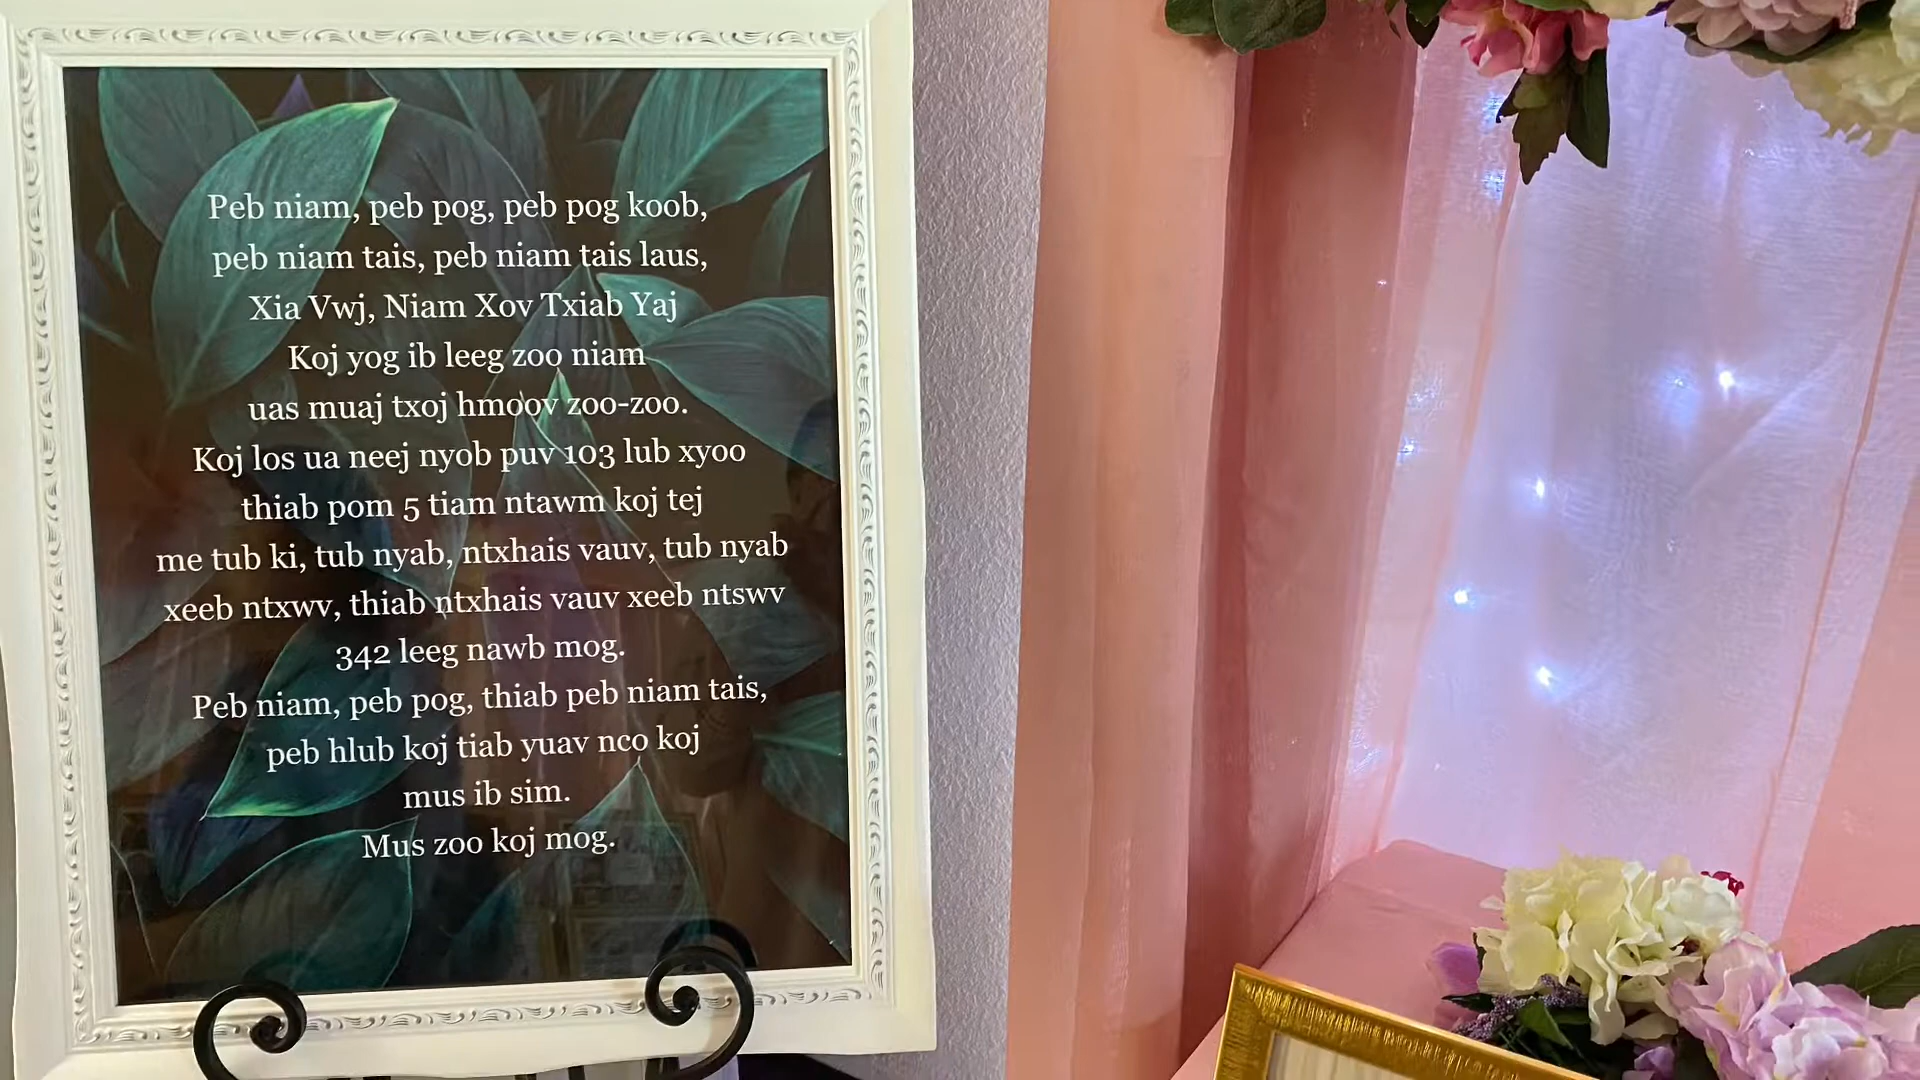 Peb niam, peb pog, peb pog koob,
peb niam tais, peb niam tais laus,
Xia Vwj, Niam Xov Txiab Yaj
Koj yog ib leeg zoo niam
uas muaj txoj hmoov zoo-zoo.
Koj los ua neej nyob puv 103 lub xyoo
thiab pom 5 tiam ntawm koj tej
me tub ki, tub nyab, ntxhais vauv, tub nyab
xeeb ntxwv, thiab ntxhais vauv xeeb ntswv
342 leeg nawb mog.
Peb niam, peb pog, thiab peb niam tais,
peb hlub koj tiab yuav nco koj
mus ib sim.
Mus zoo koj mog.